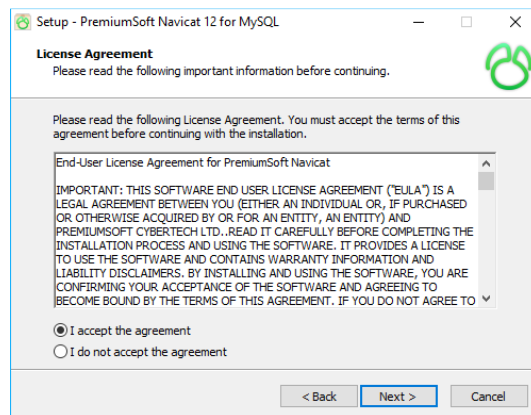 Setup - PremiumSoft Navicat 12 for MySQL
License Agreement
Please read the following important information before continuing.
Please read the following License Agreement. You must accept the terms of this
agreement before continuing with the installation.
End-User License Agreement for PremiumSoft Navicat
IMPORTANT: THIS SOFTWARE END USER LICENSE AGREEMENT ("EULA") IS A
LEGAL AGREEMENT BETWEEN YOU (EITHER AN INDIVIDUAL OR, IF PURCHASED
OR OTHERWISE ACQUIRED BY OR FOR AN ENTITY, AN ENTITY) AND
PREMIUMSOFT CYBERTECH LTD..READ IT CAREFULLY BEFORE COMPLETING THE
INSTALLATION PROCESS AND USING THE SOFTWARE. IT PROVIDES A LICENSE
TO USE THE SOFTWARE AND CONTAINS WARRANTY INFORMATION AND
LIABILITY DISCLAIMERS. BY INSTALLING AND USING THE SOFTWARE, YOU ARE
CONFIRMING YOUR ACCEPTANCE OF THE SOFTWARE AND AGREEING TO
BECOME BOUND BY THE TERMS OF THIS AGREEMENT. IF YOU DO NOT AGREE TO
I accept the agreement
I do not accept the agreement
< Back Next > Cancel